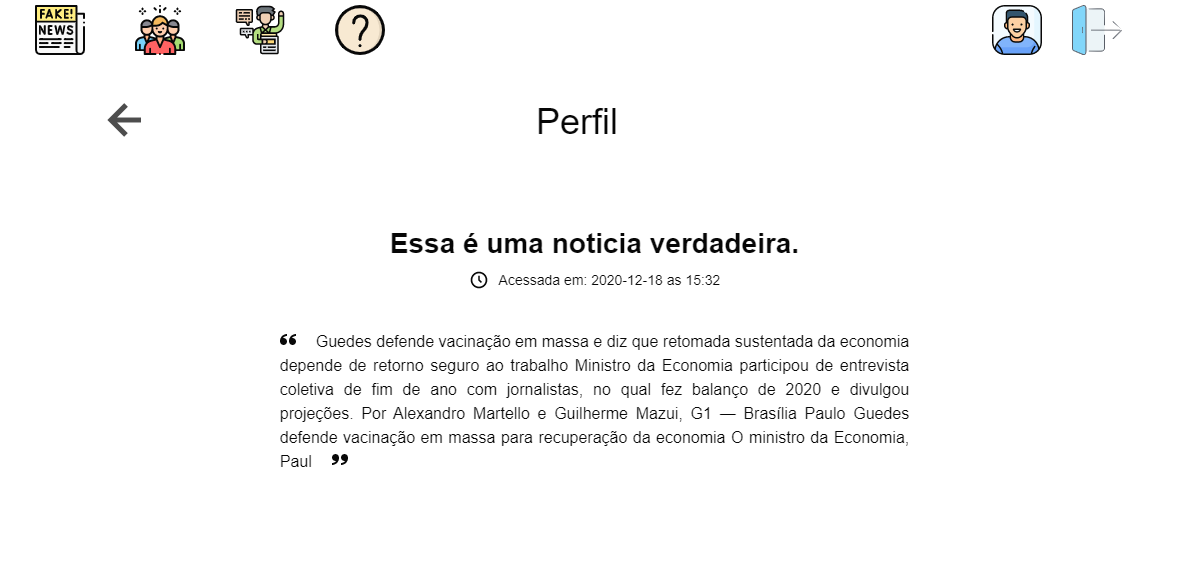 FAKE!
NEWS
?
Perfil
Essa é uma noticia verdadeira.
Acessada em: 2020-12-18 as 15:32
“ Guedes defende vacinação em massa e diz que retomada sustentada da economia
depende de retorno seguro ao trabalho Ministro da Economia participou de entrevista
coletiva de fim de ano com jornalistas, no qual fez balanço de 2020 e divulgou
projeções. Por Alexandro Martello e Guilherme Mazui, G1 — Brasília Paulo Guedes
defende vacinação em massa para recuperação da economia O ministro da Economia,
Paul ”